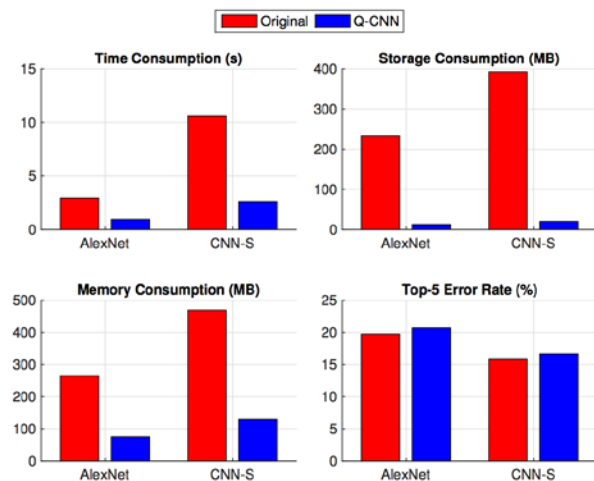 Original Q-CNN
Time Consumption (s)
15
10
5
0
AlexNet CNN-S
Storage Consumption (MB)
400
300
200
100
0
AlexNet CNN-S
Memory Consumption (MB)
500
400
300
200
100
0
AlexNet CNN-S
Top-5 Error Rate (%)
25
20
15
10
5
0
AlexNet CNN-S